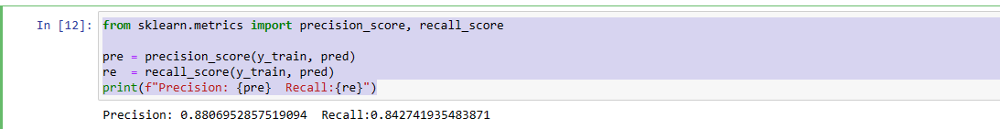 In [12]: from sklearn.metrics import precision_score, recall_score
pre = precision_score(y_train, pred)
re  = recall_score(y_train, pred)
print(f"Precision: {pre}  Recall:{re}")
Precision: 0.8806952857519094  Recall:0.842741935483871